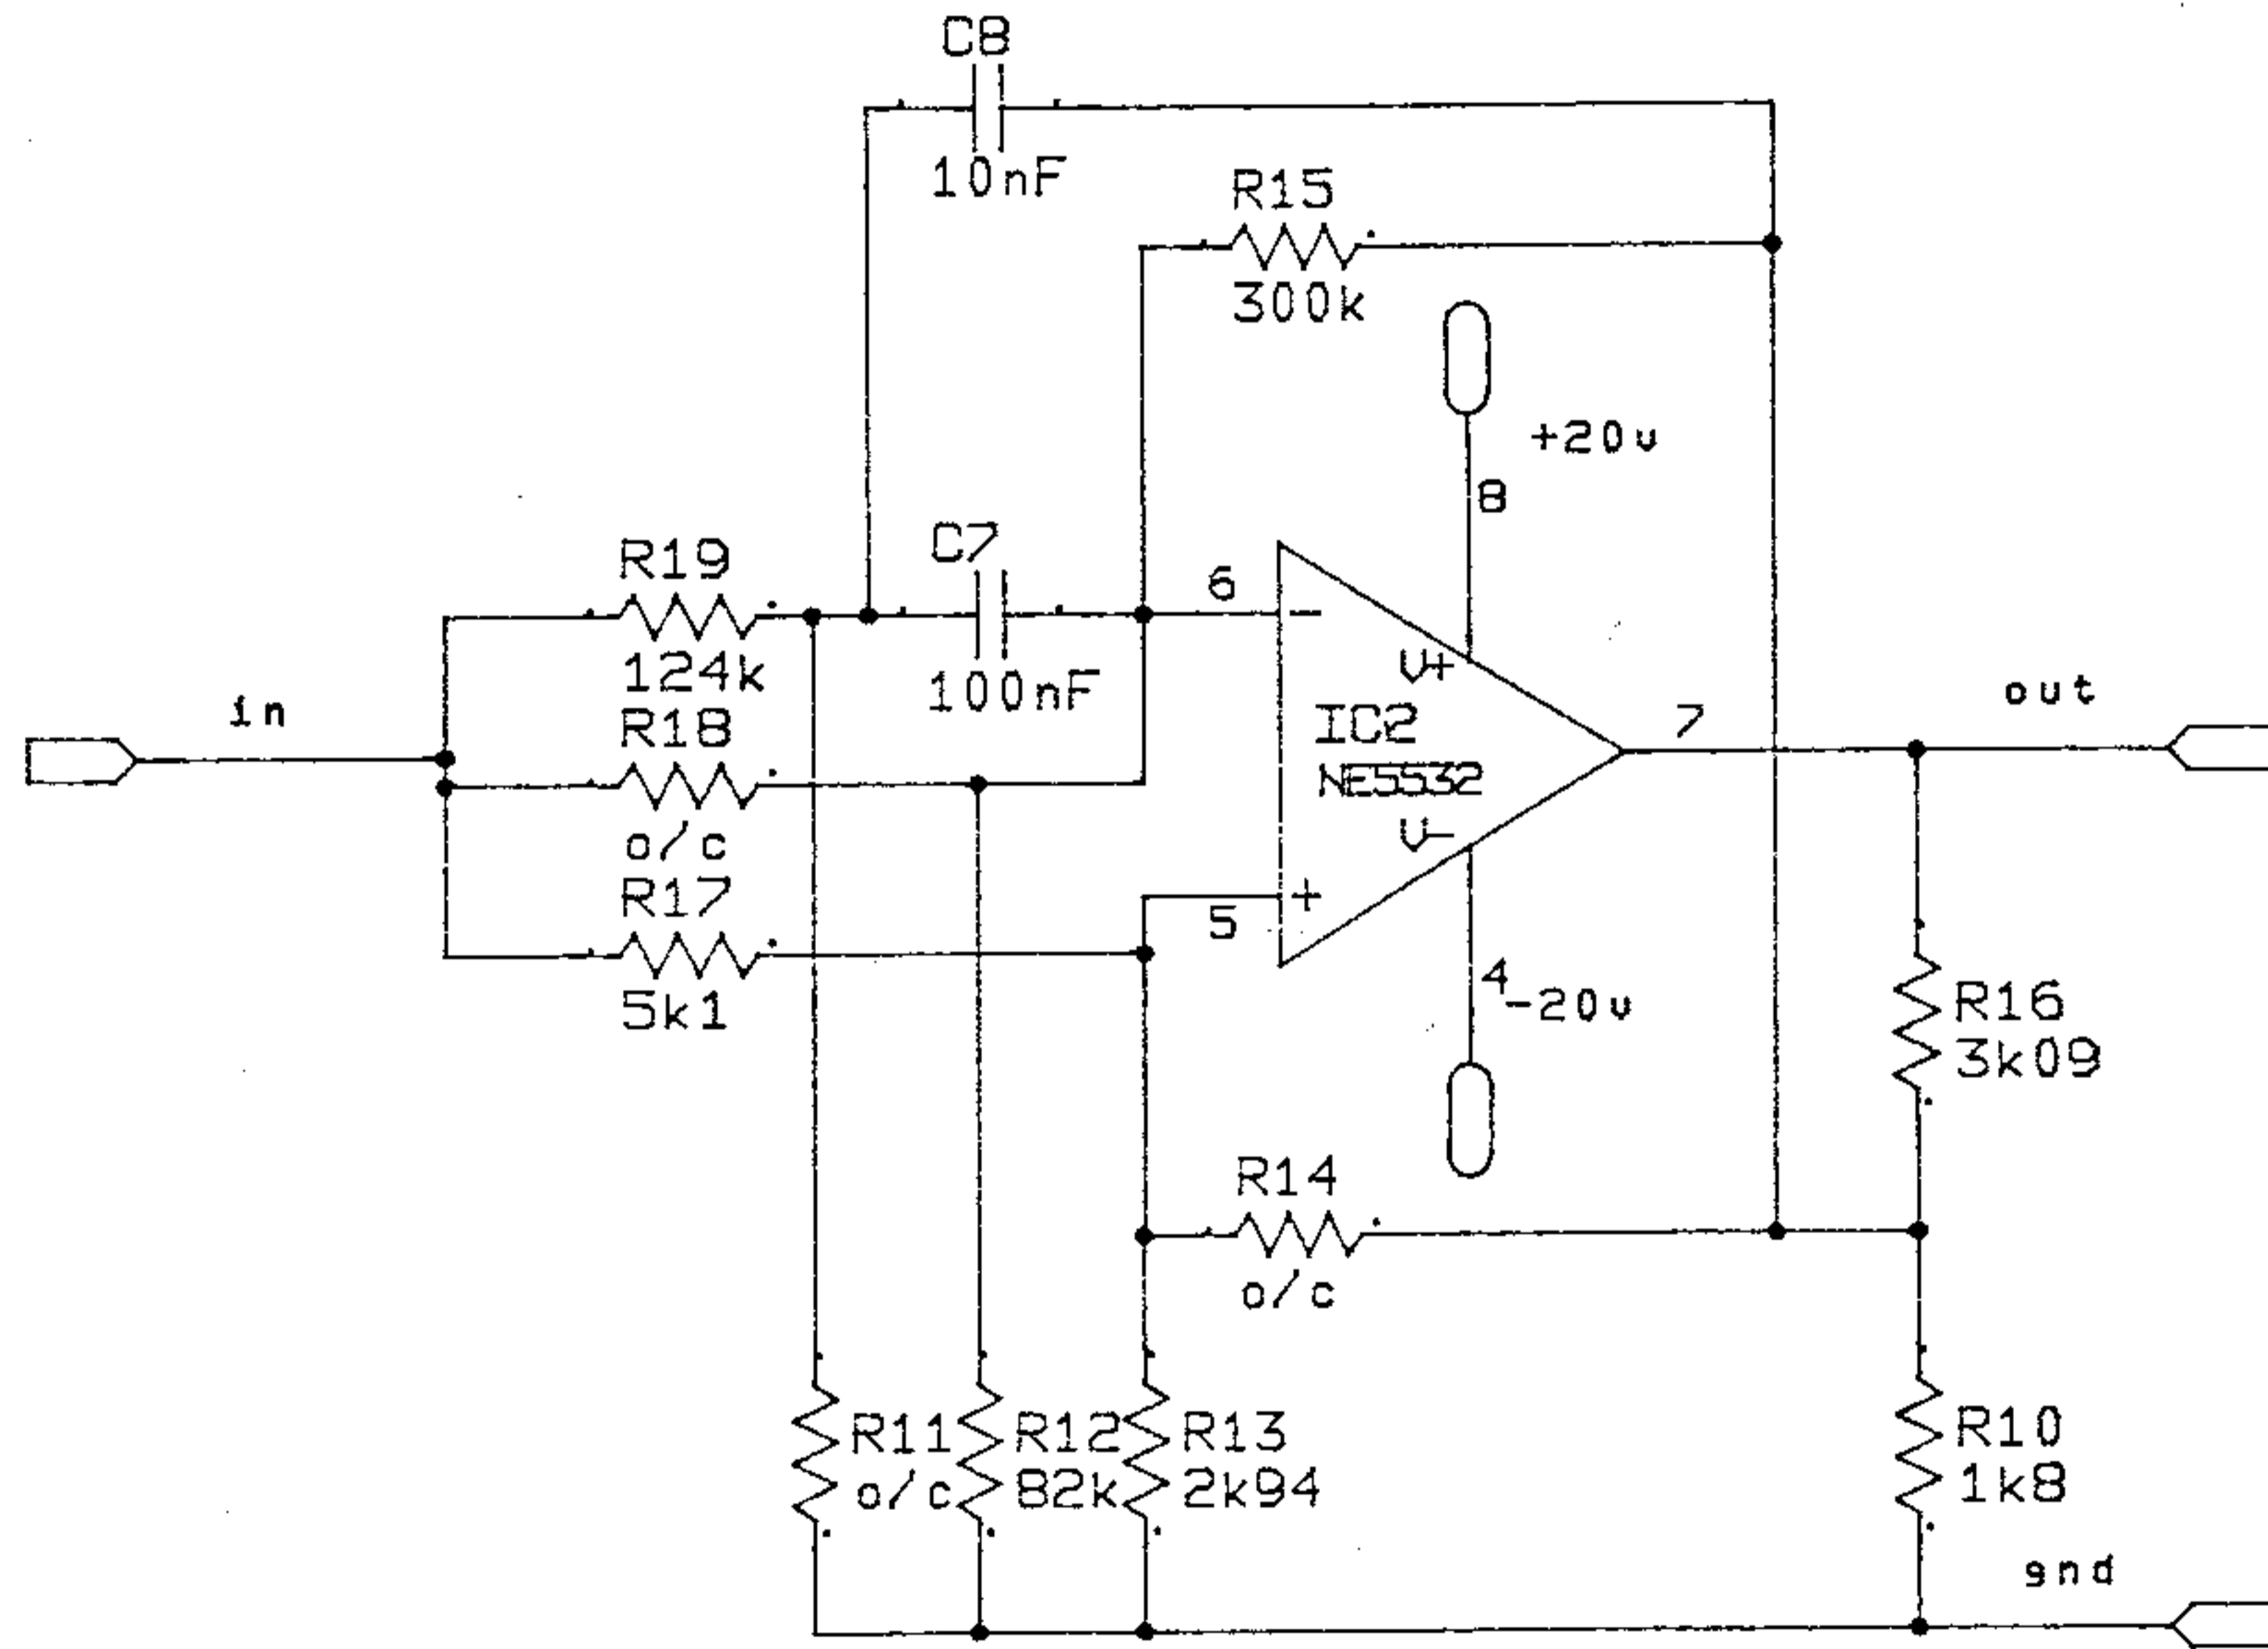 C8
10nF
R15
300k
+20v
8
R19
124k
C7
100nF
6
-
V+
in
R18
o/c
IC2
NE5532
7
out
V-
R17
5k1
5
+
4
-20v
R16
3k09
R14
o/c
R11
o/c
R12
82k
R13
2k94
R10
1k8
gnd